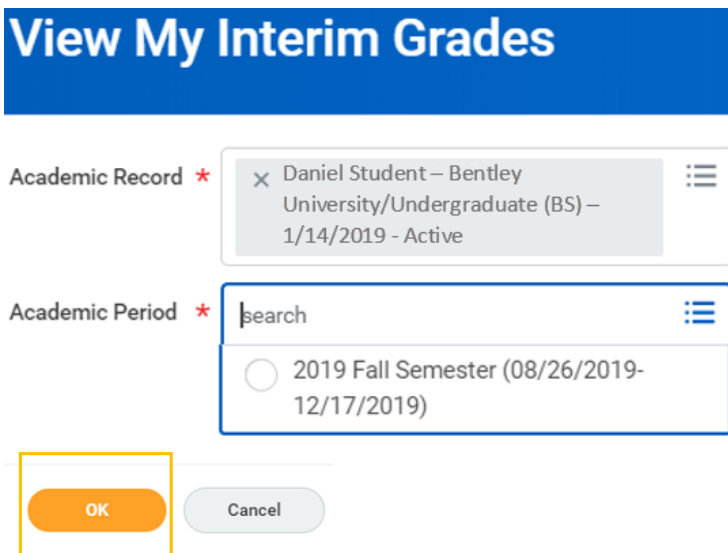 View My Interim Grades
Academic Record *
× Daniel Student – Bentley
University/Undergraduate (BS) –
1/14/2019 - Active
Academic Period *
search
2019 Fall Semester (08/26/2019-
12/17/2019)
OK
Cancel